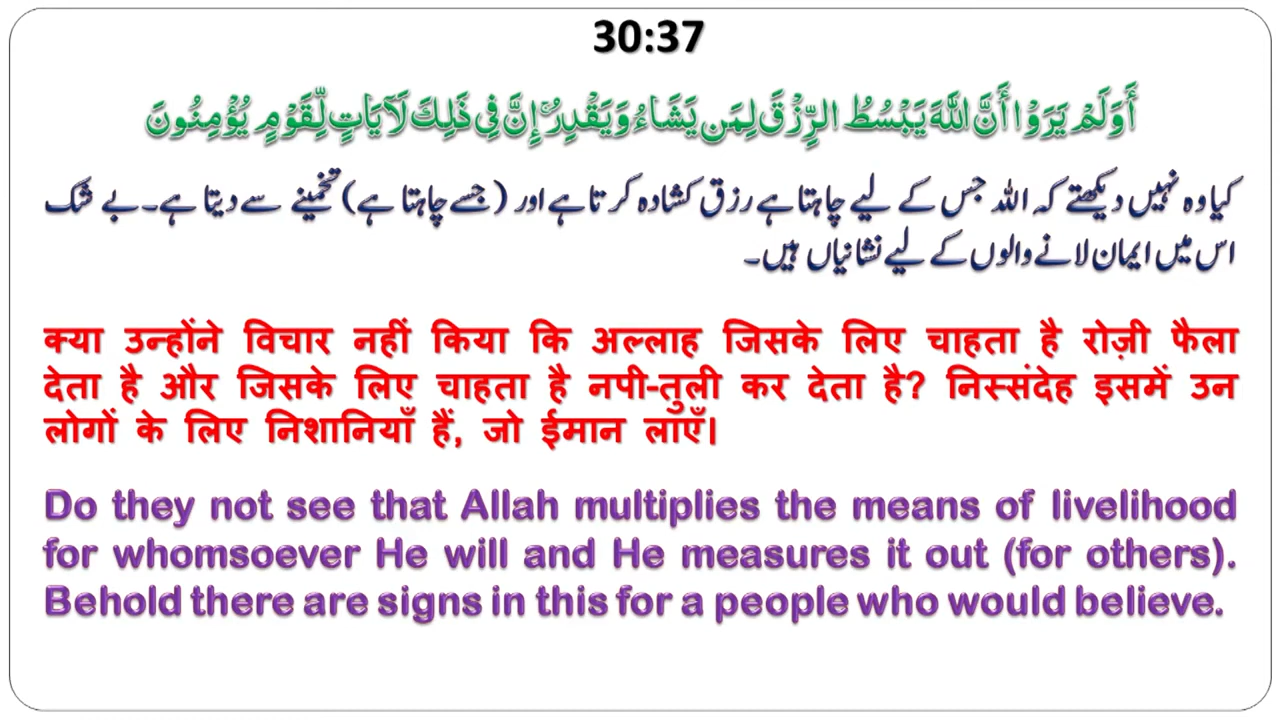 30:37
أَوَلَمْ يَرَوْا أَنَّ اللَّهَ يَبْسُطُ الرِّزْقَ لِمَن يَشَاءُ وَيَقْدِرُ ۚ إِنَّ فِي ذَٰلِكَ لَآيَاتٍ لِّقَوْمٍ يُؤْمِنُونَ
کیا وہ نہیں دیکھتے کہ اللہ جس کے لیے چاہتا ہے رزق کشادہ کرتا ہے اور (جسے چاہتا ہے) تخمینے سے دیتا ہے۔ بے شک
اس میں ایمان لانے والوں کے لیے نشانیاں ہیں۔
क्या उन्होंने विचार नहीं किया कि अल्लाह जिसके लिए चाहता है रोज़ी फैला
देता है और जिसके लिए चाहता है नपी-तुली कर देता है? निस्संदेह इसमें उन
लोगों के लिए निशानियाँ हैं, जो ईमान लाएँ।
Do they not see that Allah multiplies the means of livelihood
for whomsoever He will and He measures it out (for others).
Behold there are signs in this for a people who would believe.